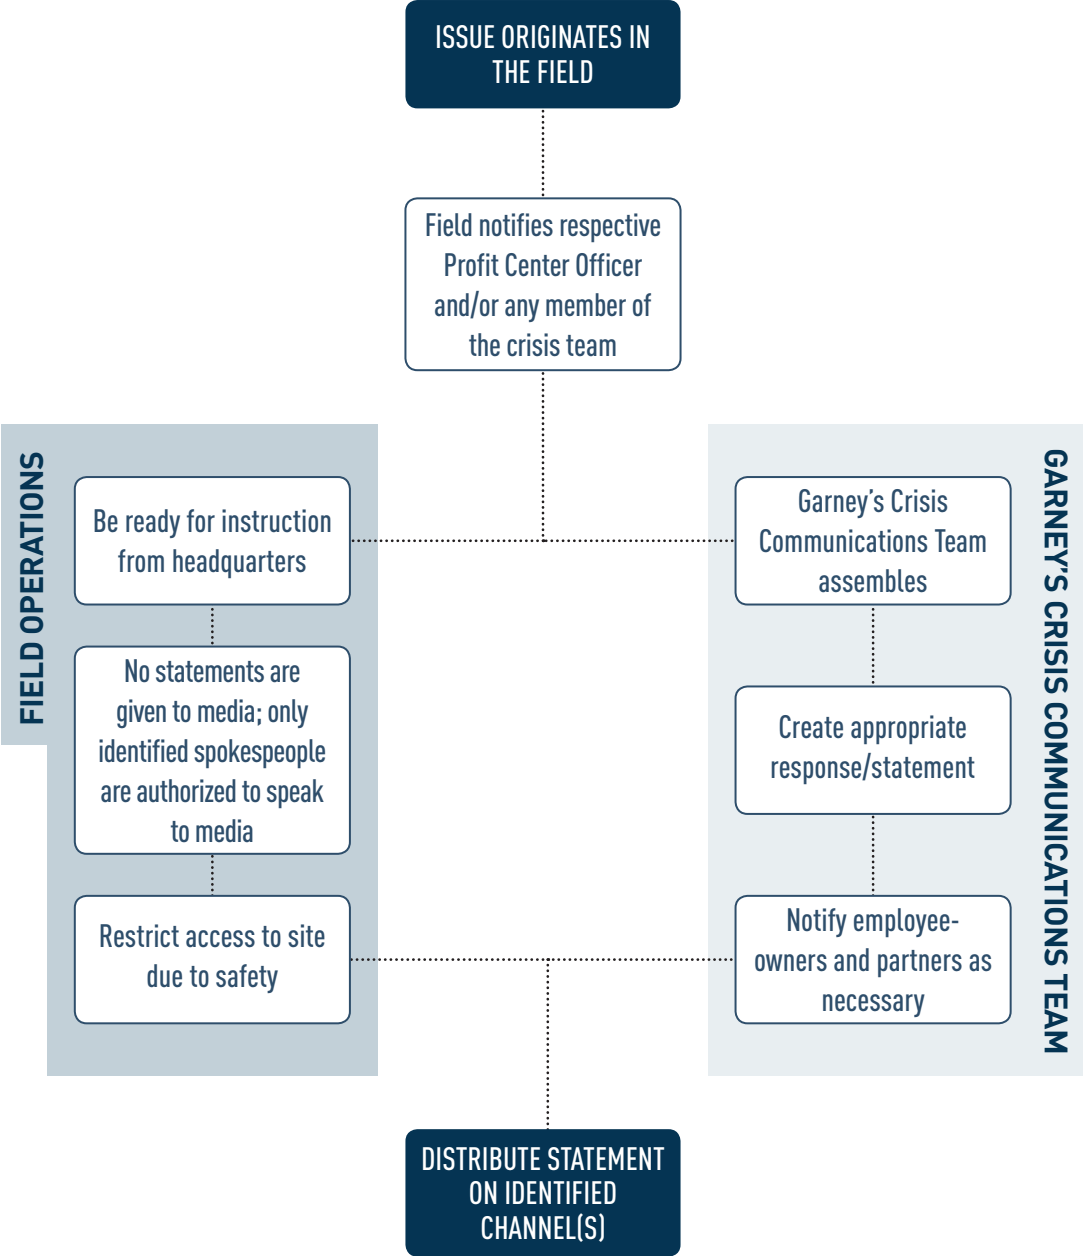 ISSUE ORIGINATES IN
THE FIELD
Field notifies respective
Profit Center Officer
and/or any member of
the crisis team
FIELD OPERATIONS
Be ready for instruction
from headquarters
No statements are
given to media; only
identified spokespeople
are authorized to speak
to media
Restrict access to site
due to safety
GARNEY’S CRISIS COMMUNICATIONS TEAM
Garney’s Crisis
Communications Team
assembles
Create appropriate
response/statement
Notify employee-
owners and partners as
necessary
DISTRIBUTE STATEMENT
ON IDENTIFIED
CHANNEL(S)